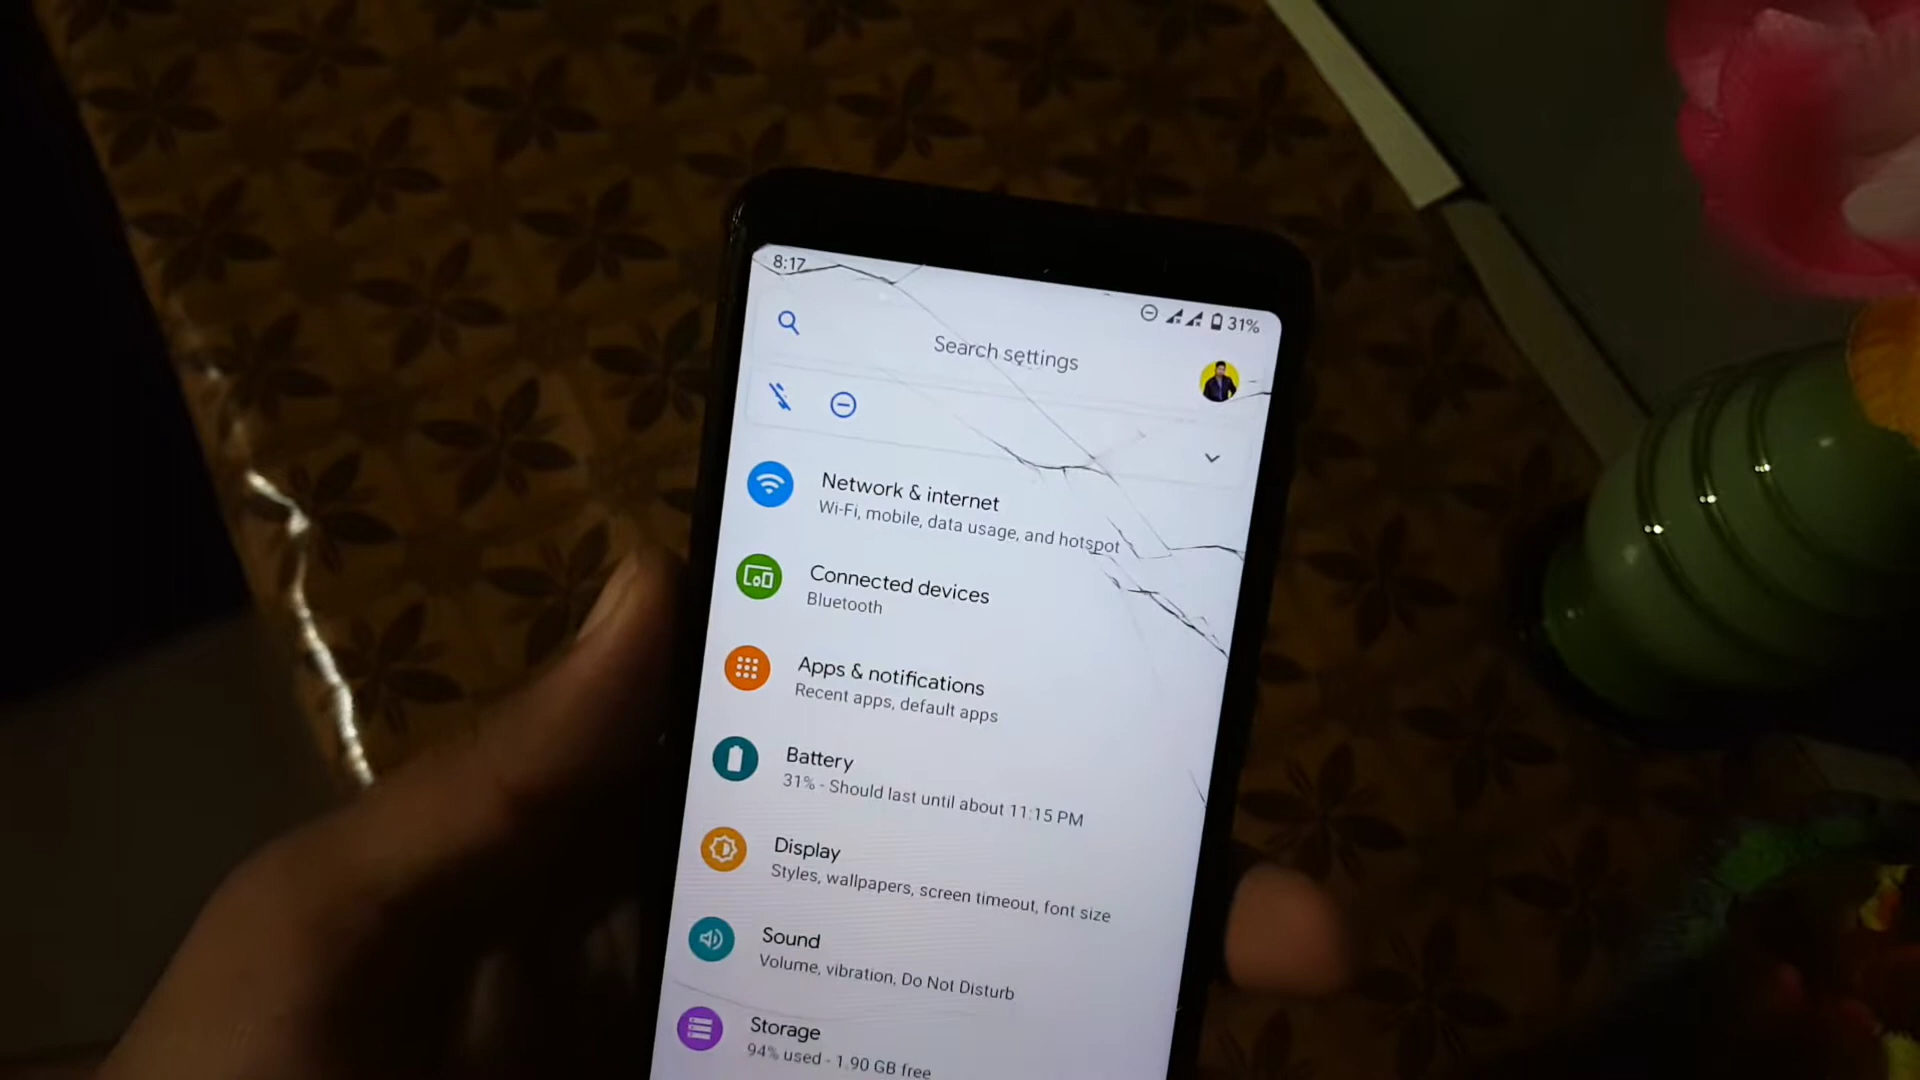 8:17
31%
Search settings
Network & internet
Wi-Fi, mobile, data usage, and hotspot
Connected devices
Bluetooth
Apps & notifications
Recent apps, default apps
Battery
31% - Should last until about 11:15 PM
Display
Styles, wallpapers, screen timeout, font size
Sound
Volume, vibration, Do Not Disturb
Storage
94% used - 1.90 GB free